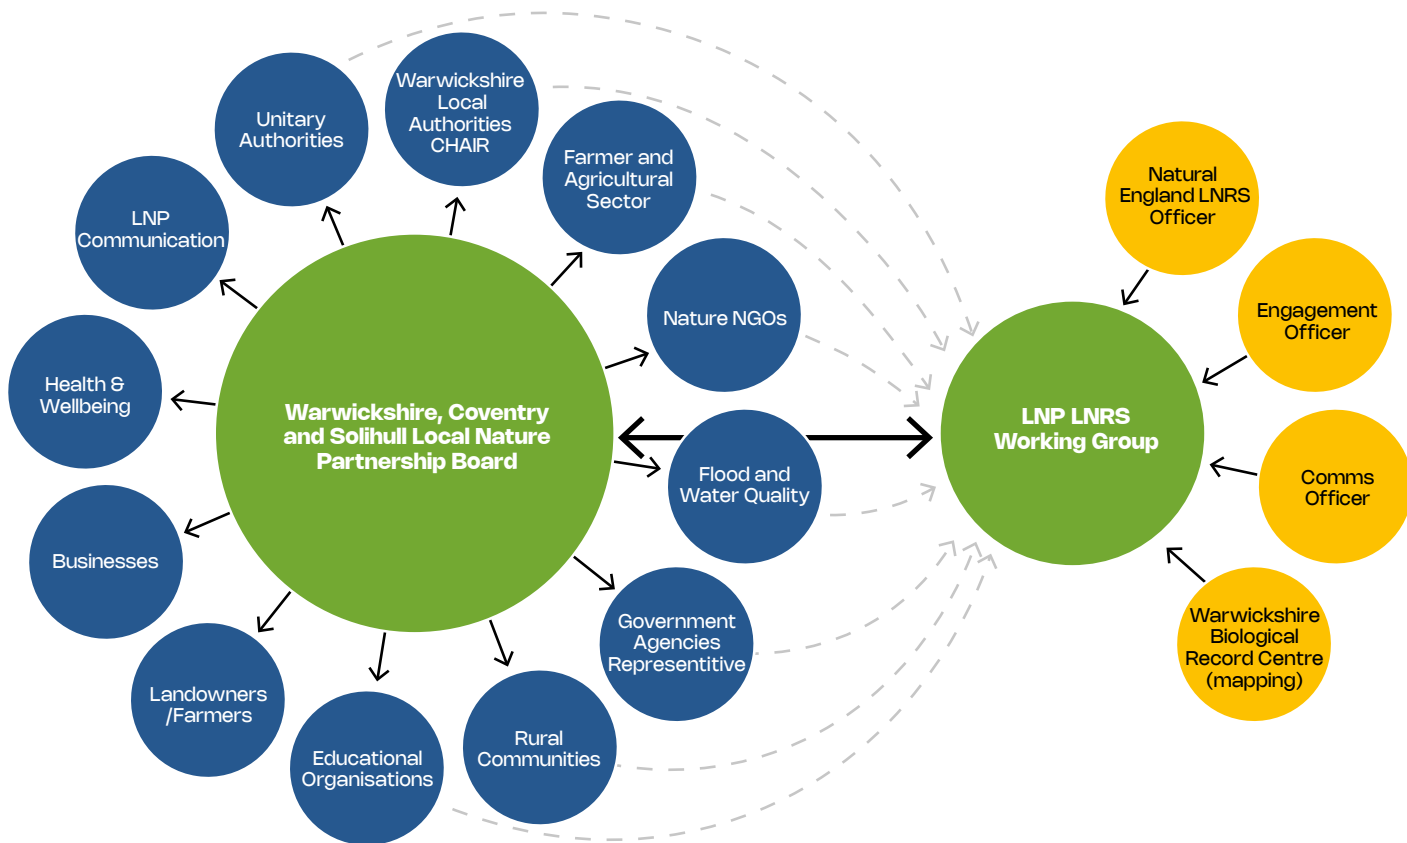 Unitary
Authorities
Warwickshire
Local
Authorities
CHAIR
Farmer and
Agricultural
Sector
Nature NGOs
Flood and
Water Quality
Government
Agencies
Representitive
Rural
Communities
Educational
Organisations
Landowners
/Farmers
Businesses
Health &
Wellbeing
LNP
Communication
Warwickshire, Coventry
and Solihull Local Nature
Partnership Board
LNP LNRS
Working Group
Natural
England LNRS
Officer
Engagement
Officer
Comms
Officer
Warwickshire
Biological
Record Centre
(mapping)